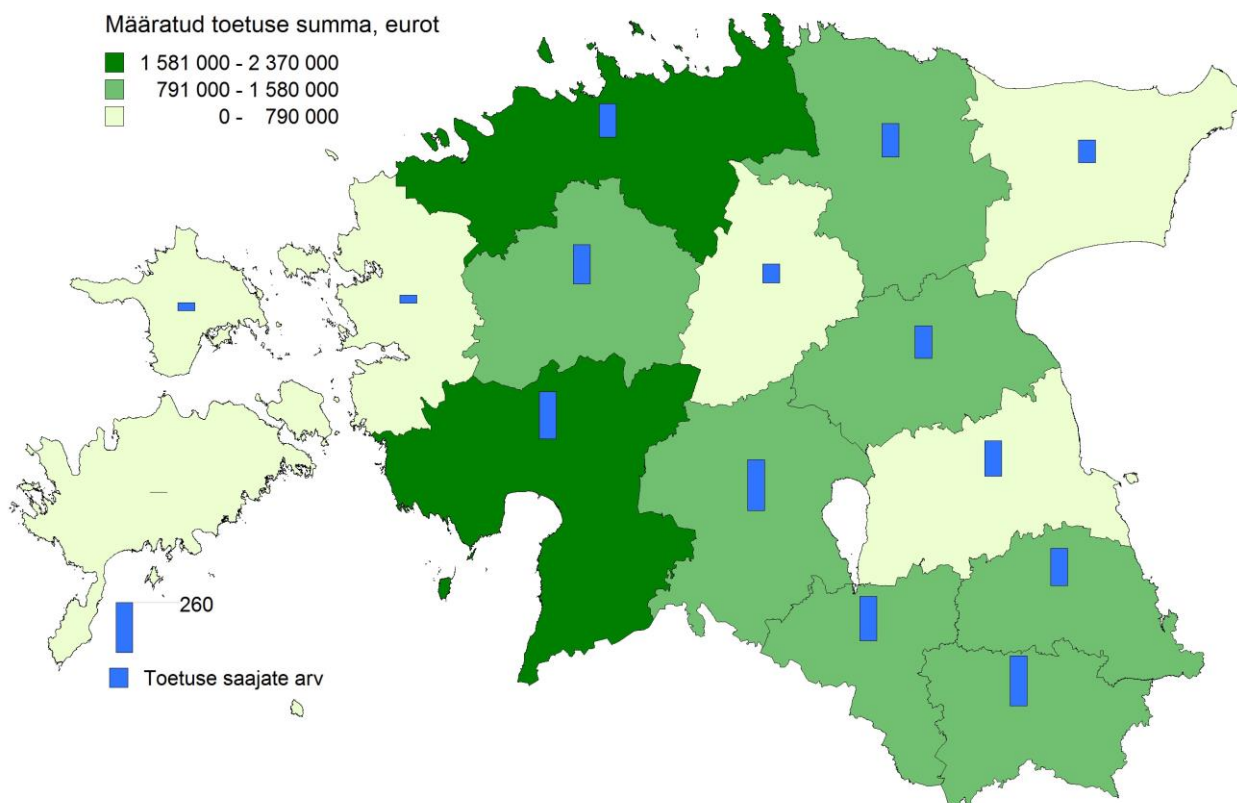 Määratud toetuse summa, eurot
1 581 000 - 2 370 000
791 000 - 1 580 000
0 - 790 000
260
Toetuse saajate arv